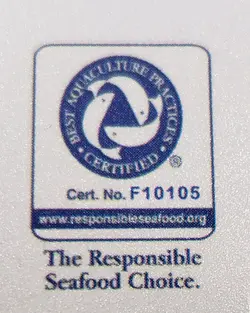 BEST AQUACULTURE PRACTICES
• CERTIFIED •
®
Cert. No. F10105
www.responsibleseafood.org
The Responsible
Seafood Choice.